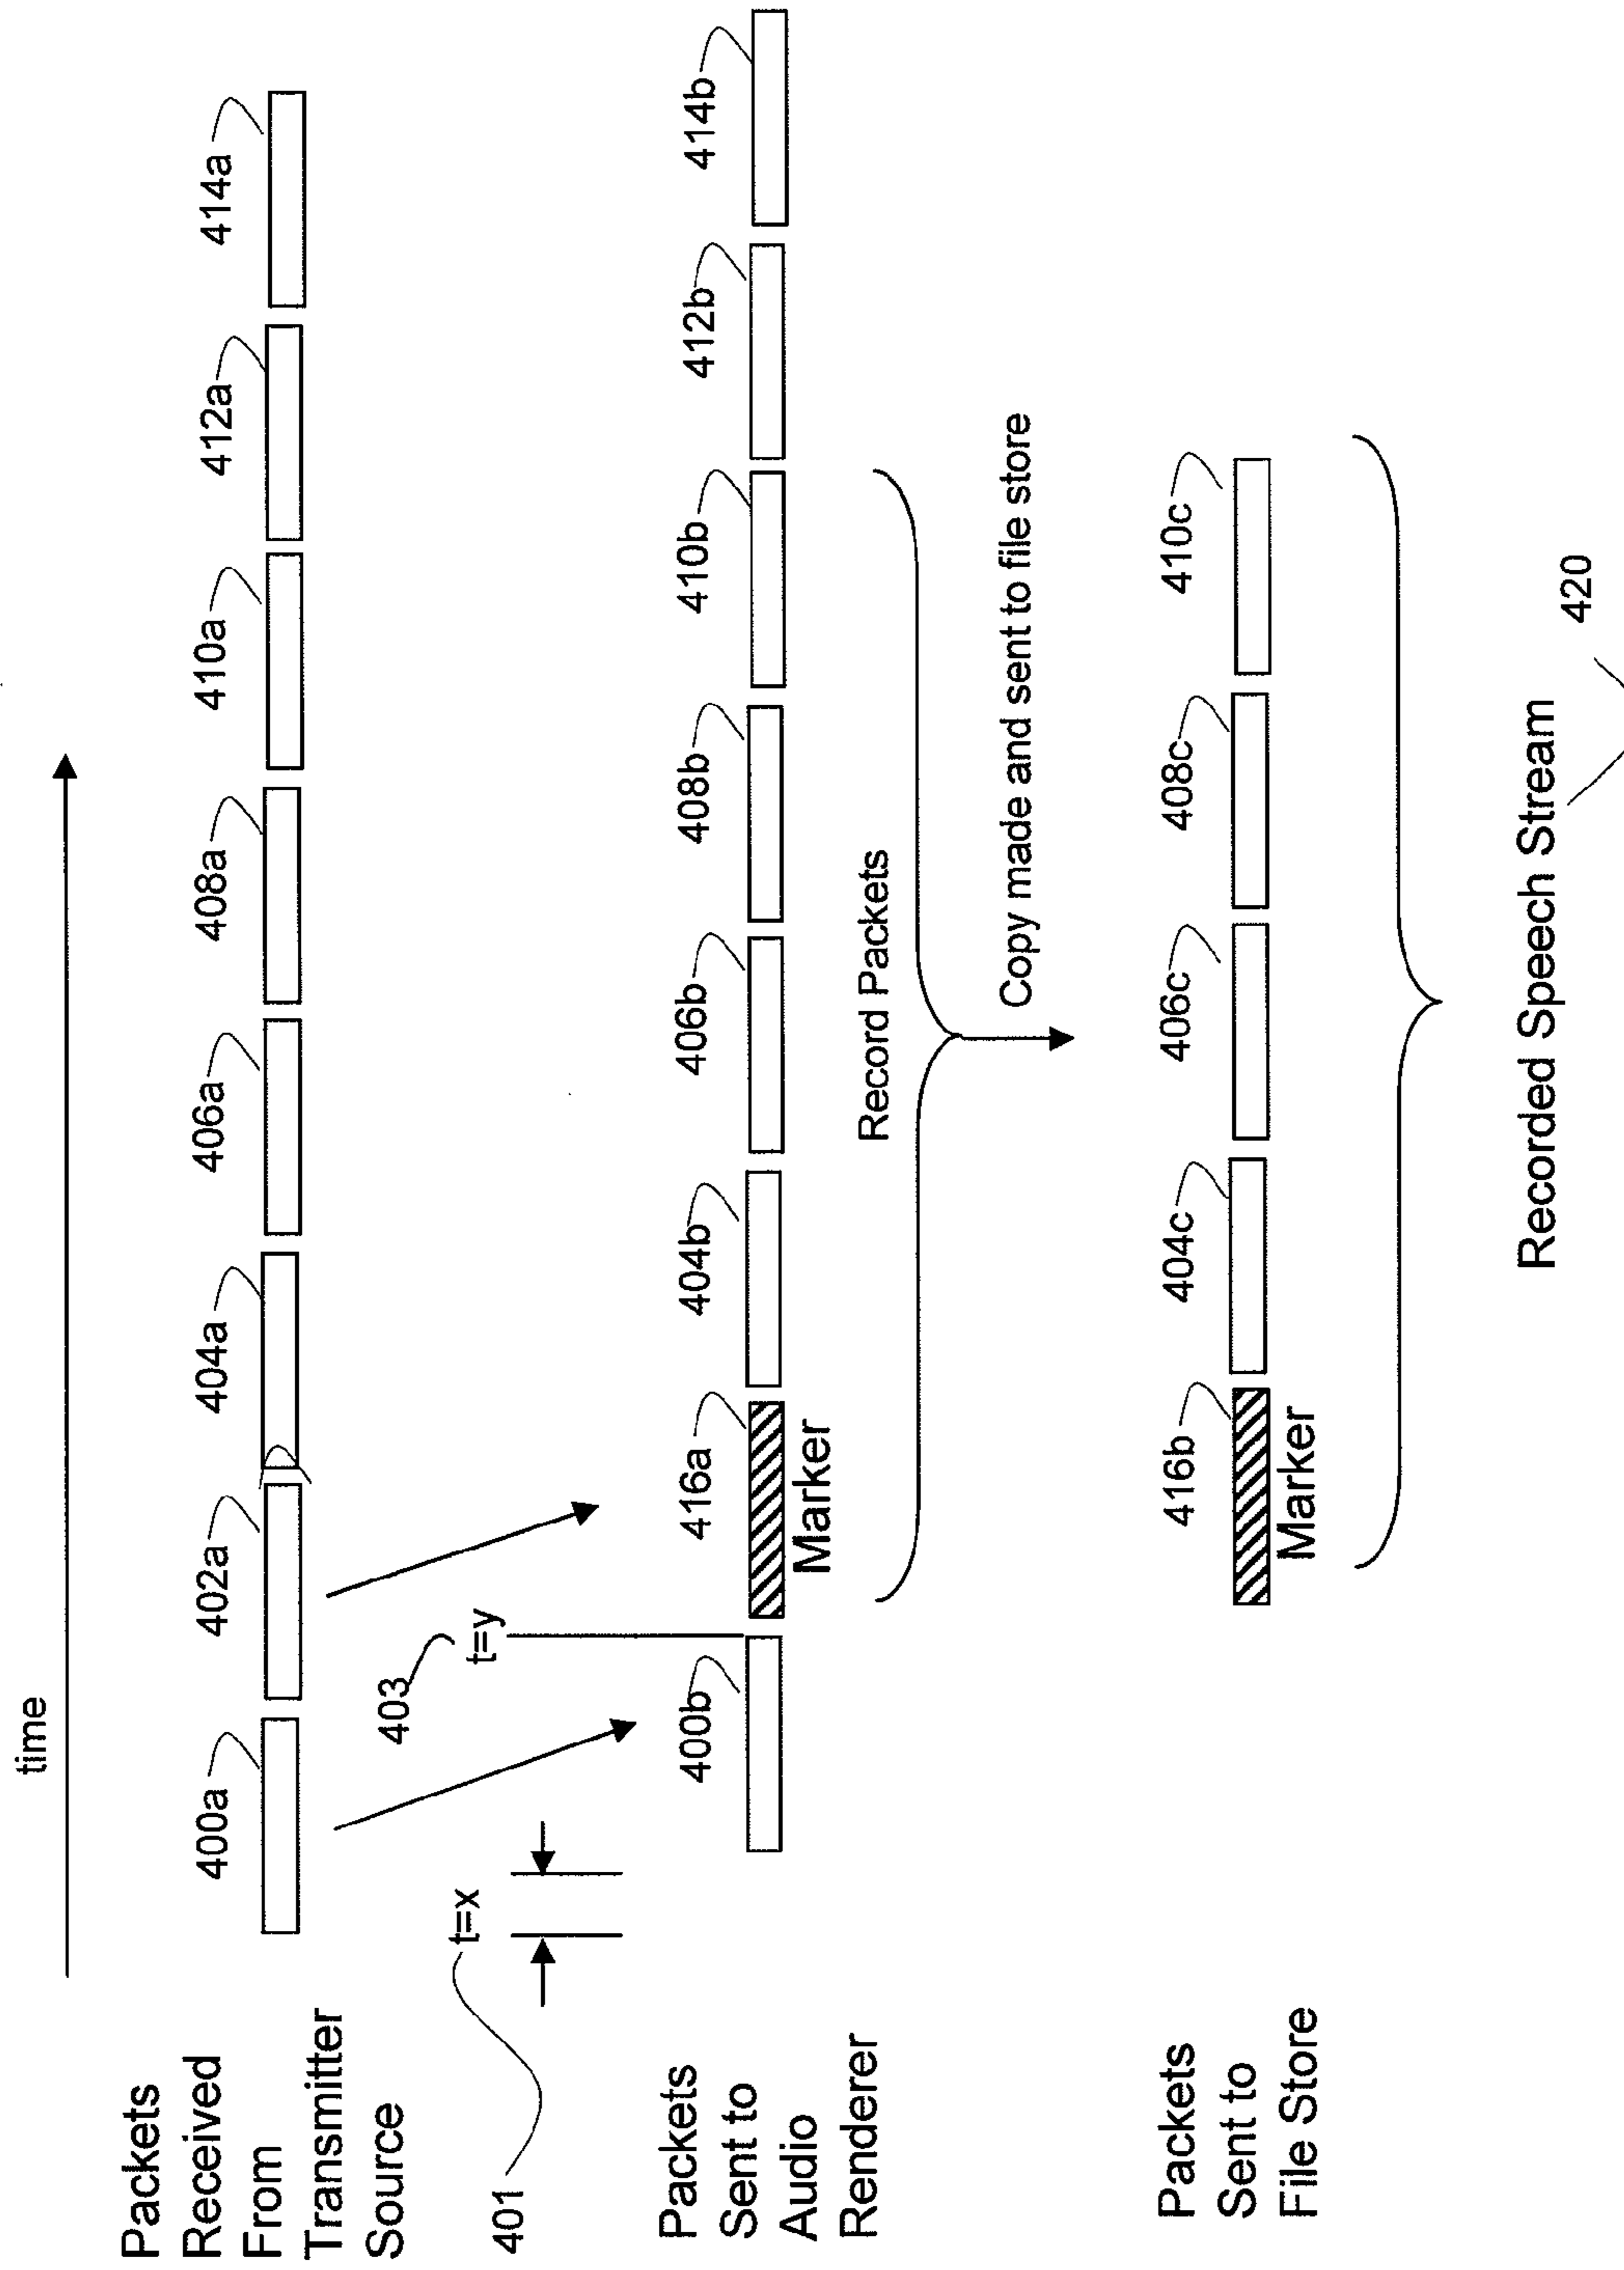 time
Packets
Received
From
Transmitter
Source
400a
402a
404a
406a
408a
410a
412a
414a
401
t=x
403
t=y
Packets
Sent to
Audio
Renderer
400b
416a
Marker
404b
406b
408b
410b
412b
414b
Record Packets
Copy made and sent to file store
Packets
Sent to
File Store
416b
Marker
404c
406c
408c
410c
Recorded Speech Stream
420